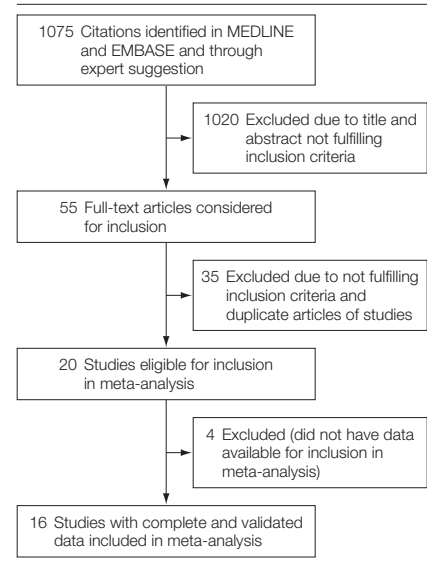 1075 Citations identified in MEDLINE
and EMBASE and through
expert suggestion
1020 Excluded due to title and
abstract not fulfilling
inclusion criteria
55 Full-text articles considered
for inclusion
35 Excluded due to not fulfilling
inclusion criteria and
duplicate articles of studies
20 Studies eligible for inclusion
in meta-analysis
4 Excluded (did not have data
available for inclusion in
meta-analysis)
16 Studies with complete and validated
data included in meta-analysis